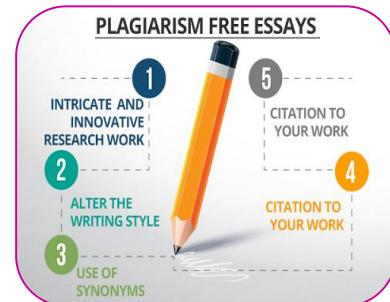 PLAGIARISM FREE ESSAYS
1
INTRICATE AND
INNOVATIVE
RESEARCH WORK
2
ALTER THE
WRITING STYLE
3
USE OF
SYNONYMS
4
CITATION TO
YOUR WORK
5
CITATION TO
YOUR WORK